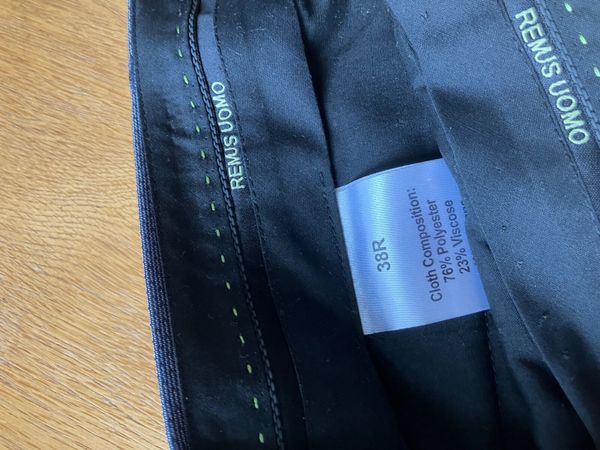 REMUS UOMO
REMUS UOMO
38R
Cloth Composition:
76% Polyester
23% Viscose